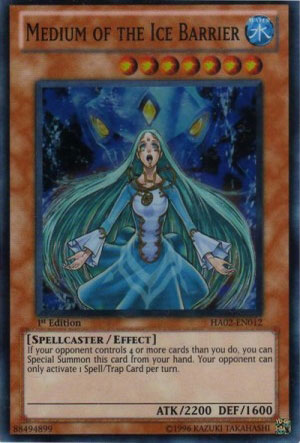 MEDIUM OF THE ICE BARRIER 水
1st Edition
HA02-EN012
[SPELLCASTER / EFFECT]
If your opponent controls 4 or more cards than you do, you can
Special Summon this card from your hand. Your opponent can
only activate 1 Spell/Trap Card per turn.
ATK/2200 DEF/1600
88494899
©1996 KAZUKI TAKAHASHI